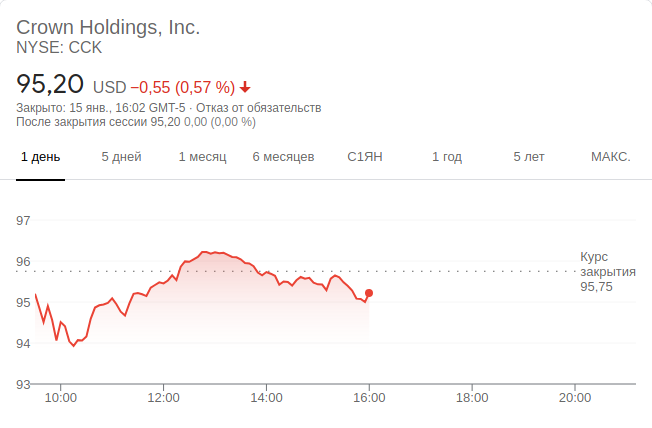 Crown Holdings, Inc.
NYSE: CCK
95,20 USD −0,55 (0,57 %)
Закрыто: 15 янв., 16:02 GMT-5 · Отказ от обязательств
После закрытия сессии 95,20 0,00 (0,00 %)
1 день 5 дней 1 месяц 6 месяцев С1ЯН 1 год 5 лет МАКС.
97
96
95
94
93
Курс
закрытия
95,75
10:00 12:00 14:00 16:00 18:00 20:00